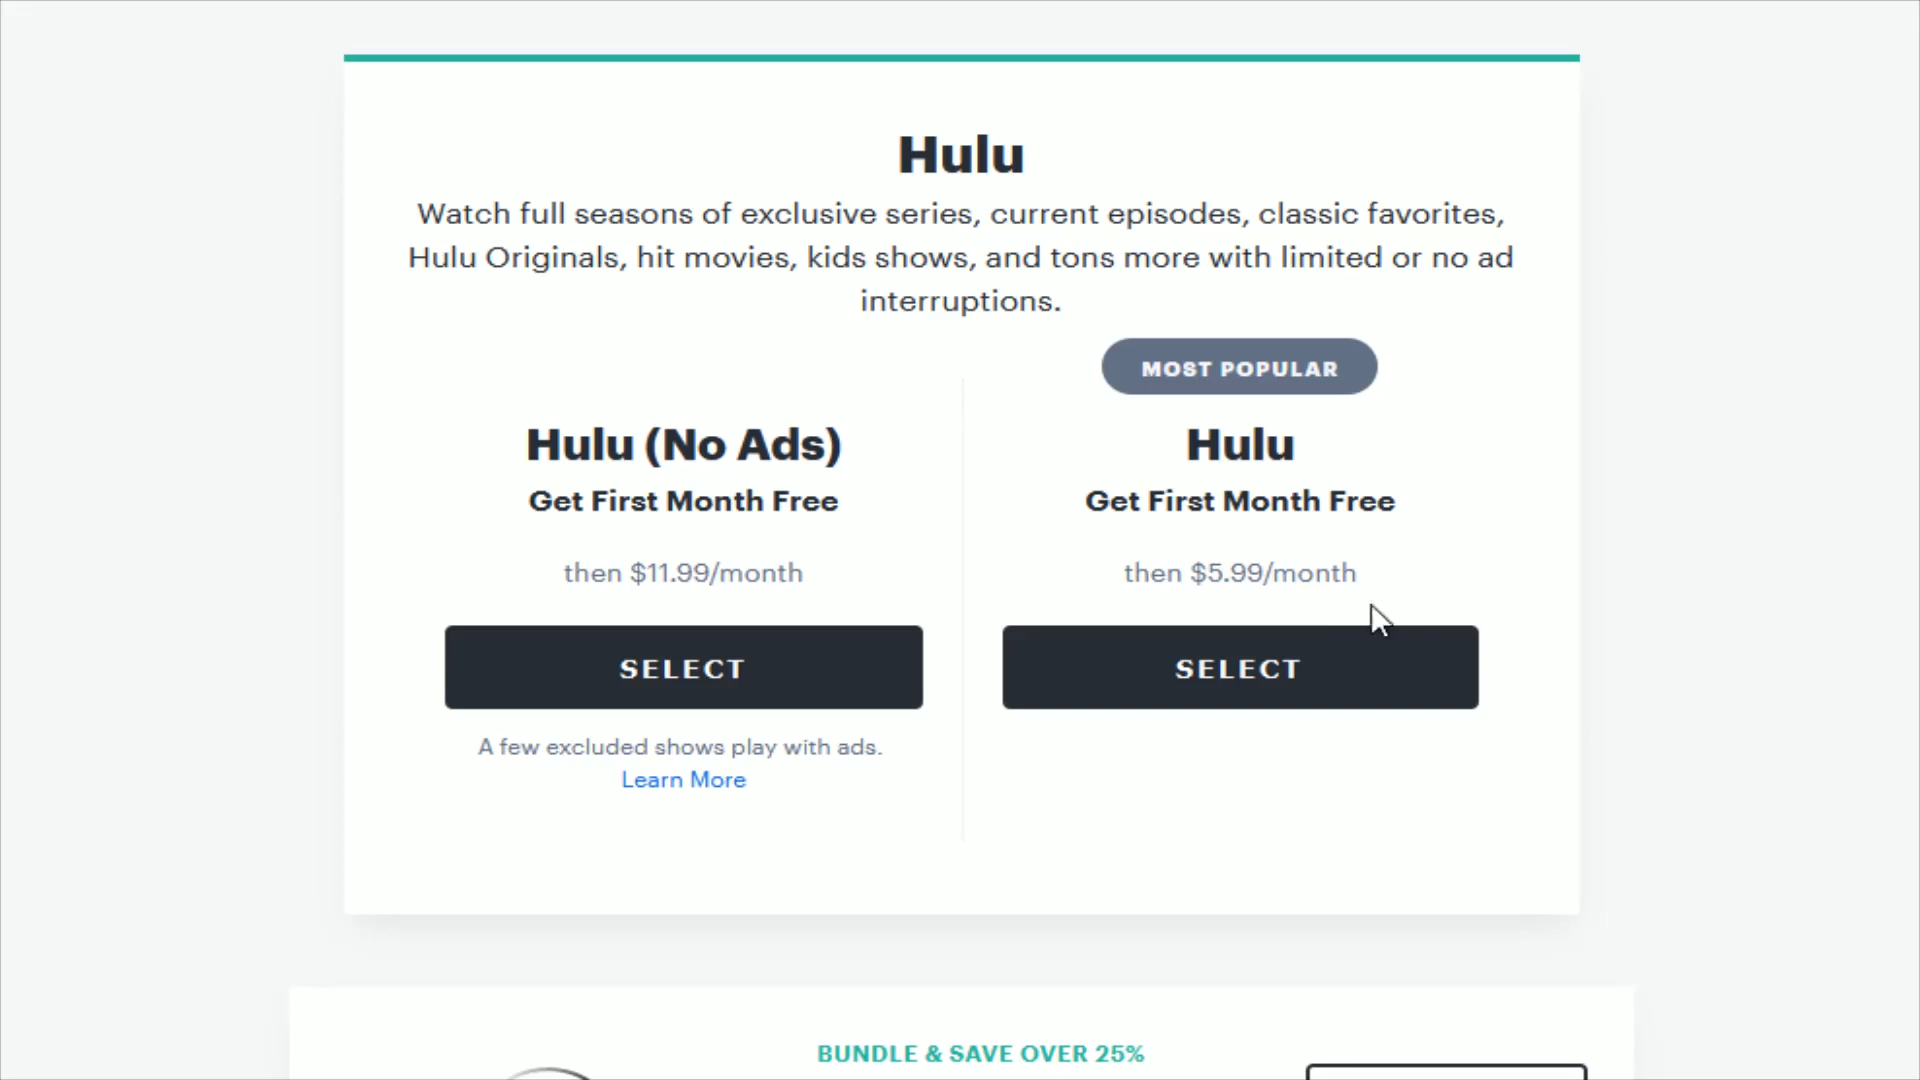 Hulu
Watch full seasons of exclusive series, current episodes, classic favorites,
Hulu Originals, hit movies, kids shows, and tons more with limited or no ad
interruptions.
Hulu (No Ads)
Get First Month Free
then $11.99/month
SELECT
A few excluded shows play with ads.
Learn More
MOST POPULAR
Hulu
Get First Month Free
then $5.99/month
SELECT
BUNDLE & SAVE OVER 25%